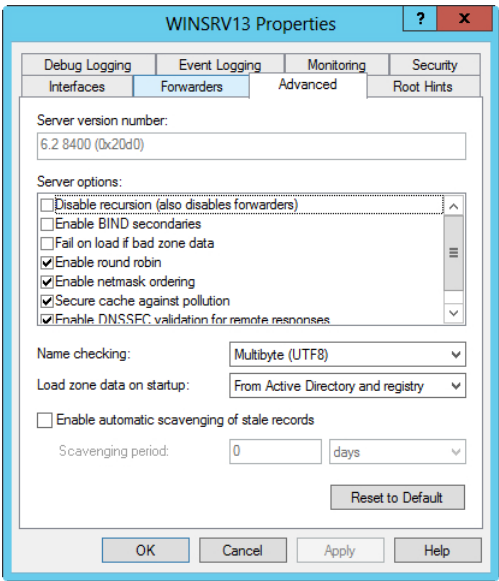 WINSRV13 Properties
?
x
Debug Logging
Event Logging
Monitoring
Security
Interfaces
Forwarders
Advanced
Root Hints
Server version number:
6.2 8400 (0x20d0)
Server options:
Disable recursion (also disables forwarders)
Enable BIND secondaries
Fail on load if bad zone data
Enable round robin
Enable netmask ordering
Secure cache against pollution
Enable DNSSEC validation for remote responses
Name checking:
Multibyte (UTF8)
Load zone data on startup:
From Active Directory and registry
Enable automatic scavenging of stale records
Scavenging period:
0
days
Reset to Default
OK
Cancel
Apply
Help